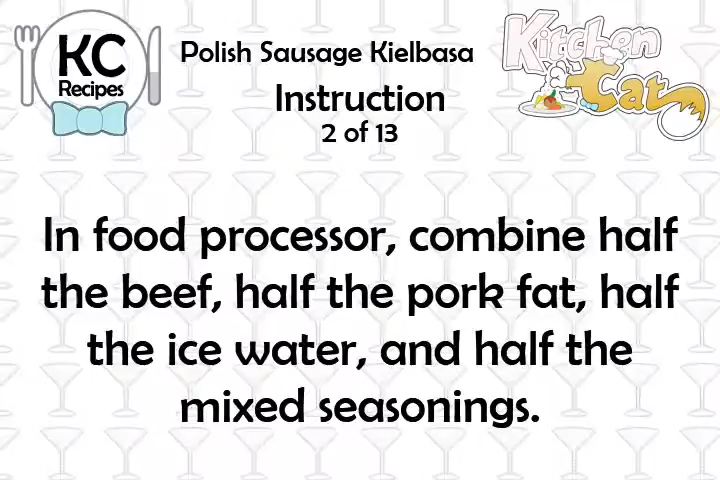 KC
Recipes
Polish Sausage Kielbasa
Instruction
2 of 13
Kitchen
Cat
In food processor, combine half
the beef, half the pork fat, half
the ice water, and half the
mixed seasonings.